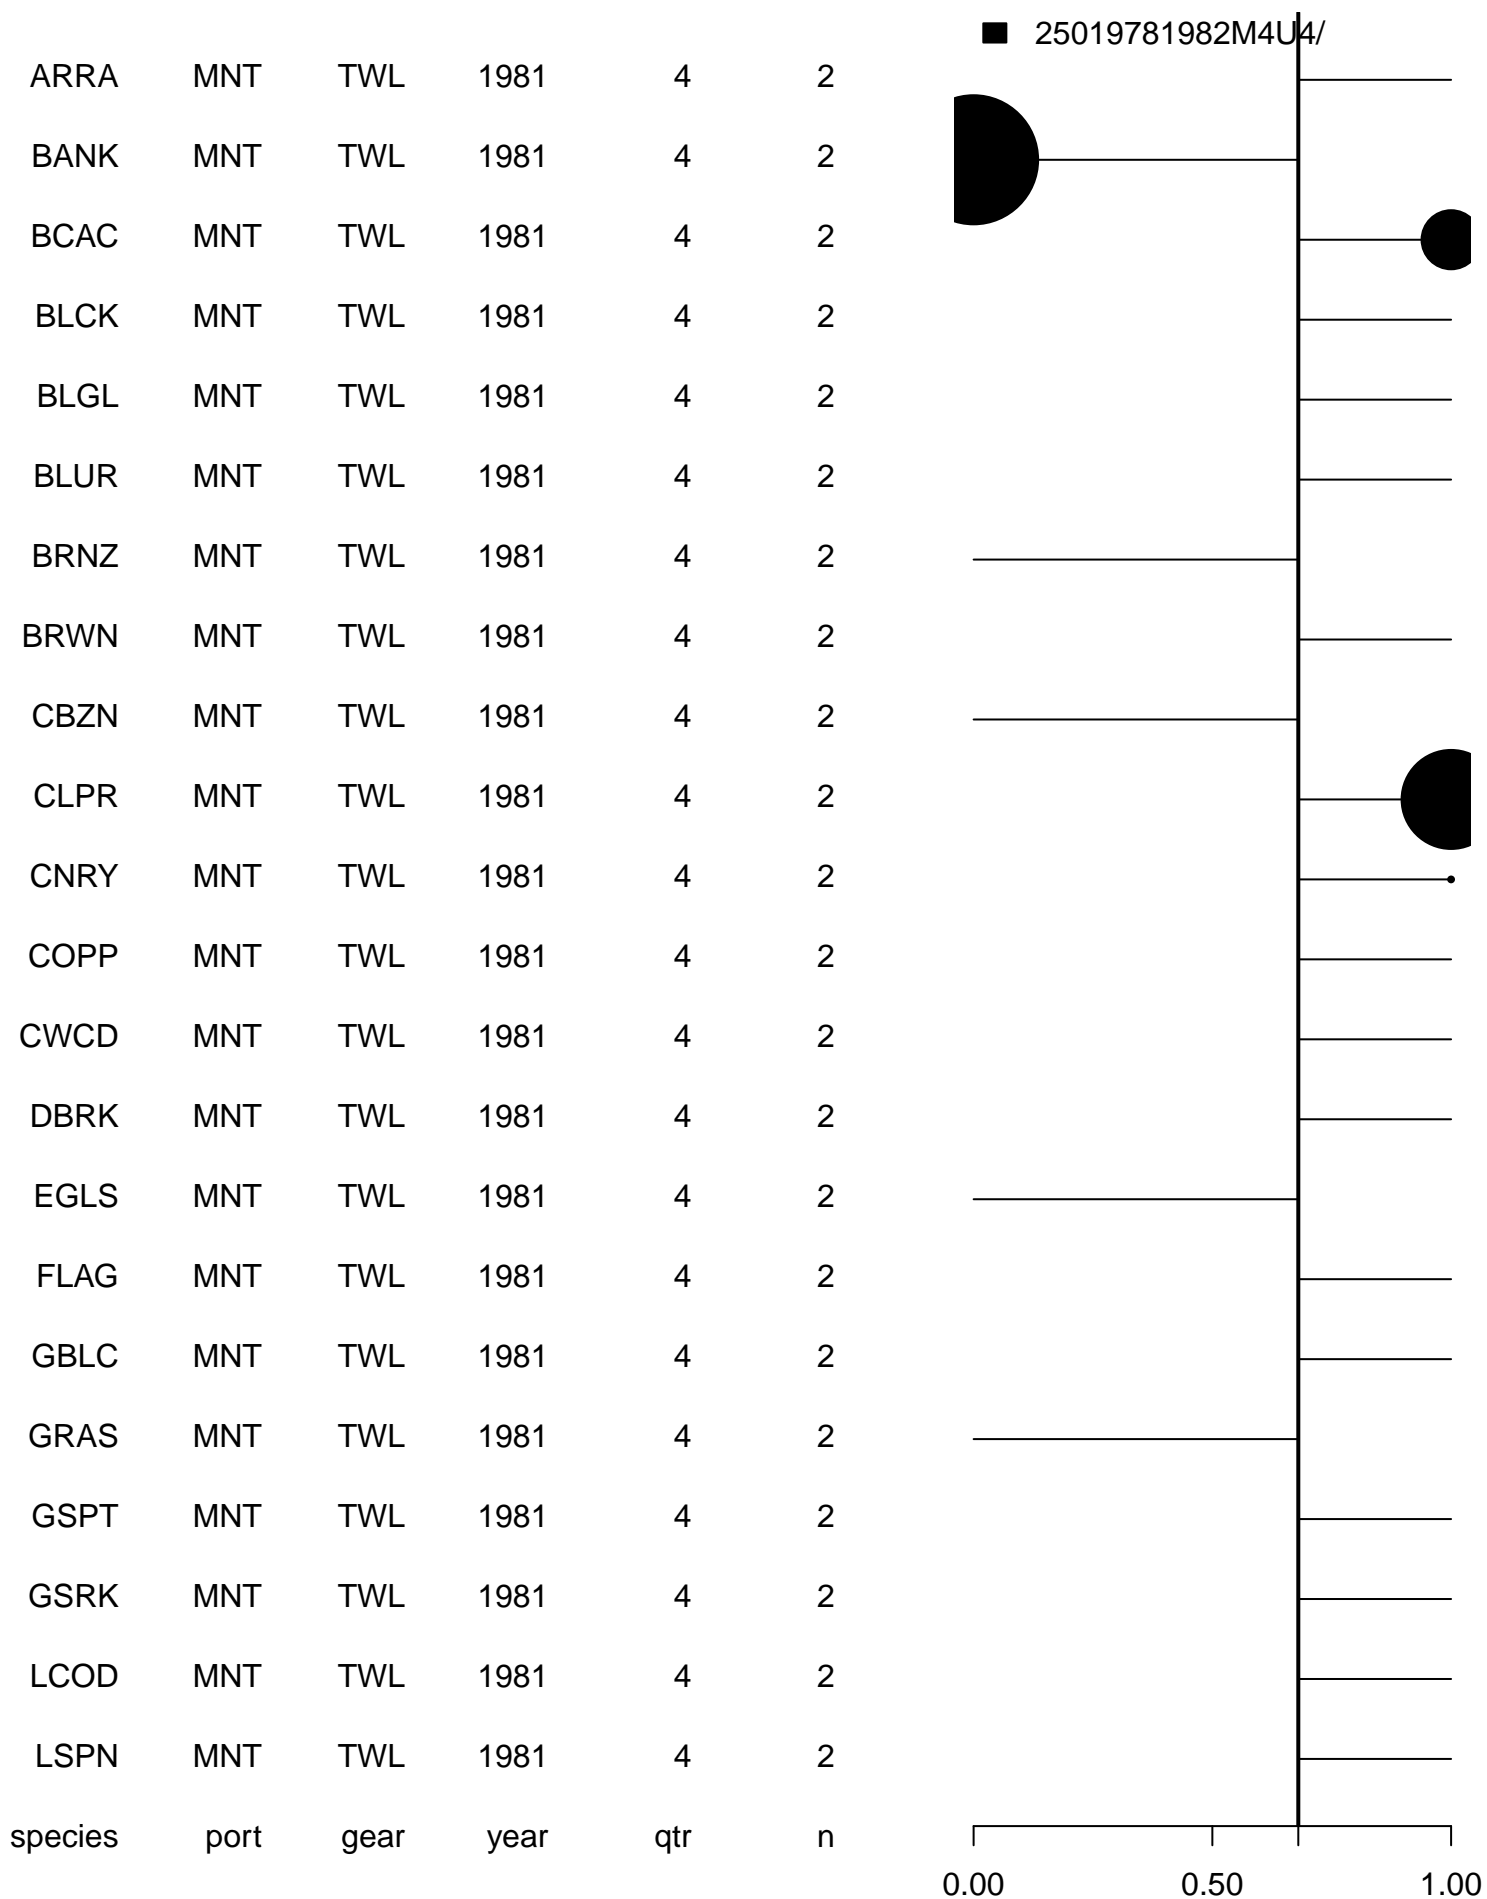 25019781982M4U4/
ARRA MNT TWL 1981 4 2
BANK MNT TWL 1981 4 2
BCAC MNT TWL 1981 4 2
BLCK MNT TWL 1981 4 2
BLGL MNT TWL 1981 4 2
BLUR MNT TWL 1981 4 2
BRNZ MNT TWL 1981 4 2
BRWN MNT TWL 1981 4 2
CBZN MNT TWL 1981 4 2
CLPR MNT TWL 1981 4 2
CNRY MNT TWL 1981 4 2
COPP MNT TWL 1981 4 2
CWCD MNT TWL 1981 4 2
DBRK MNT TWL 1981 4 2
EGLS MNT TWL 1981 4 2
FLAG MNT TWL 1981 4 2
GBLC MNT TWL 1981 4 2
GRAS MNT TWL 1981 4 2
GSPT MNT TWL 1981 4 2
GSRK MNT TWL 1981 4 2
LCOD MNT TWL 1981 4 2
LSPN MNT TWL 1981 4 2
species port gear year qtr n
0.00 0.50 1.00